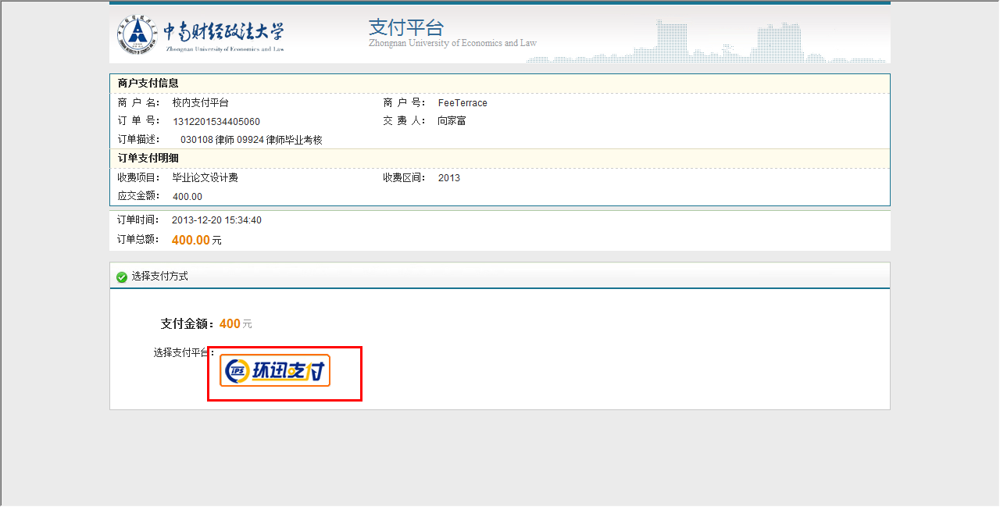 中南财经政法大学
Zhongnan University of Economics and Law
支付平台
Zhongnan University of Economics and Law
商户支付信息
商 户 名： 校内支付平台 商 户 号： FeeTerrace
订 单 号： 1312201534405060 交 费 人： 向家富
订单描述： 030108 律师 09924 律师毕业考核
订单支付明细
收费项目： 毕业论文设计费 收费区间： 2013
应交金额： 400.00
订单时间： 2013-12-20 15:34:40
订单总额： 400.00 元
选择支付方式
支付金额：400 元
选择支付平台：
IPS 环迅支付